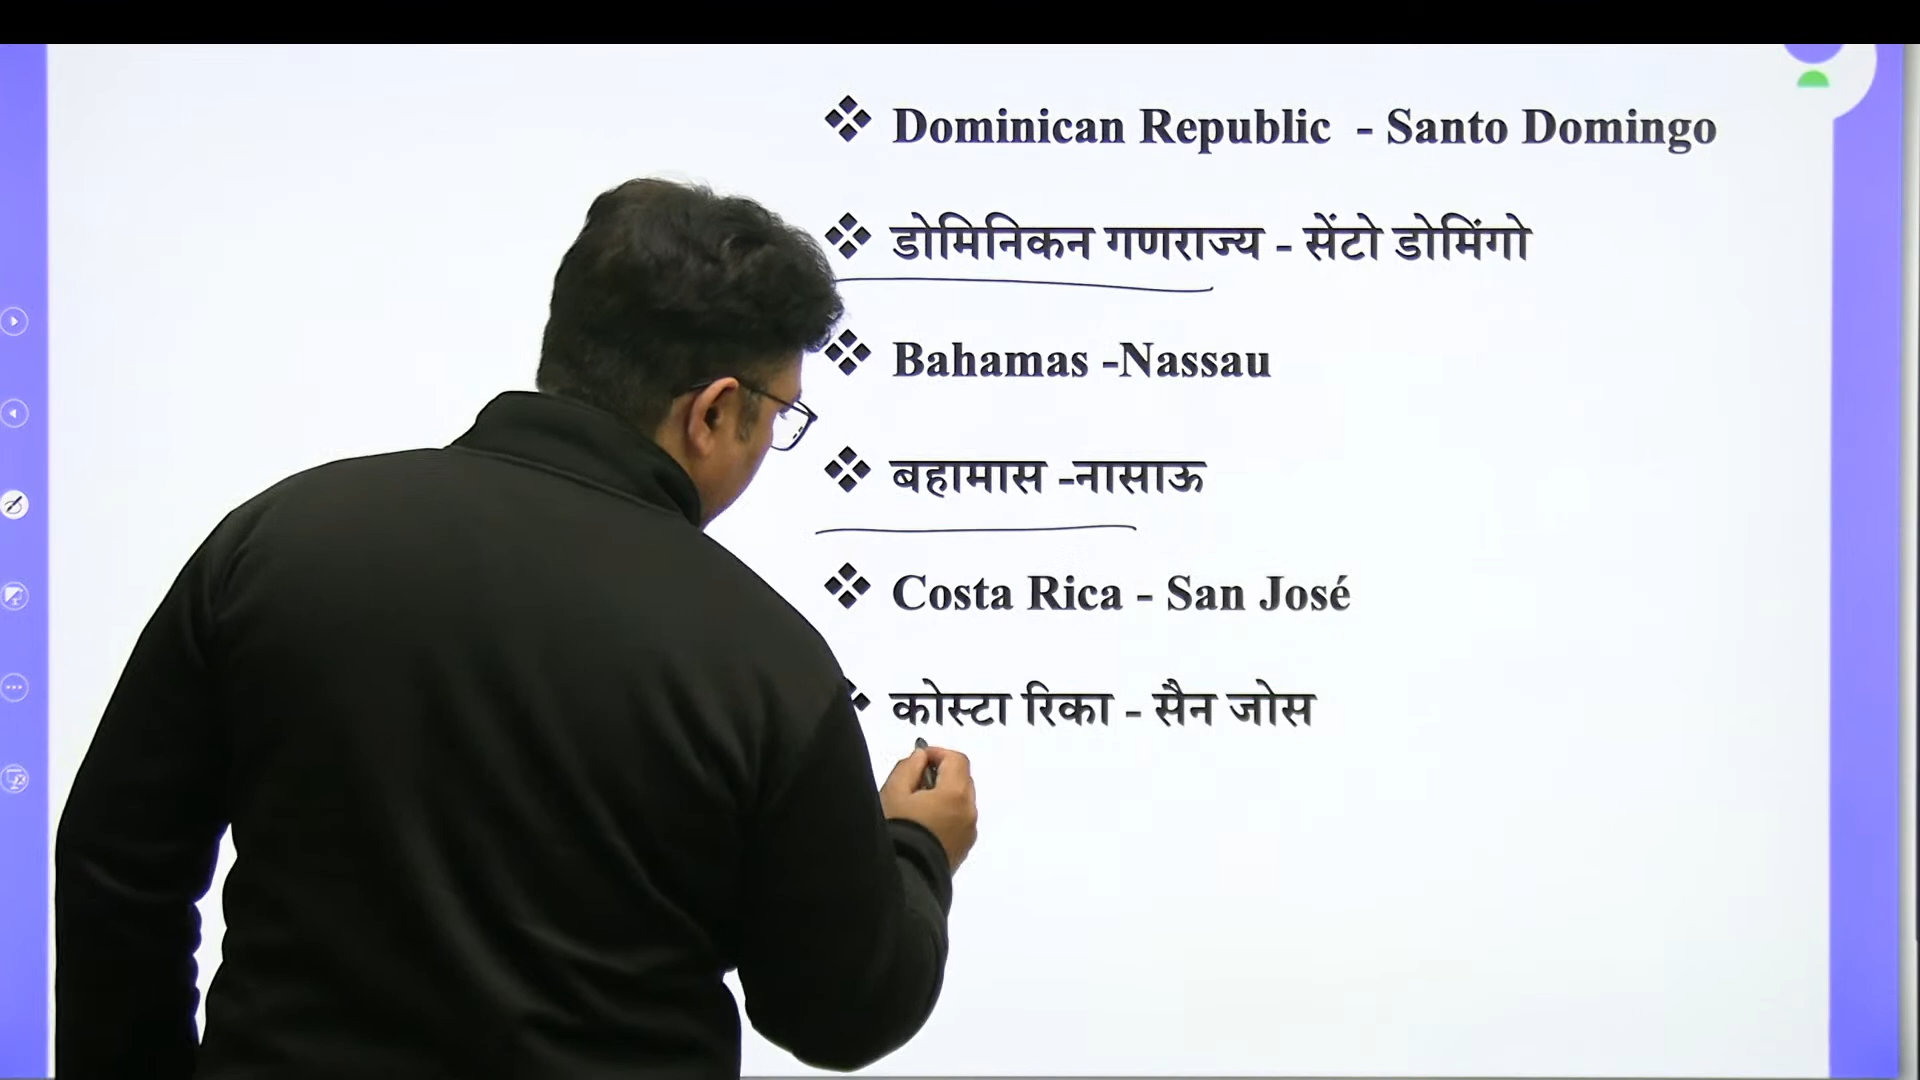 Dominican Republic - Santo Domingo
डोमिनिकन गणराज्य - सेंटो डोमिंगो
Bahamas -Nassau
बहामास -नासाऊ
Costa Rica - San José
कोस्टा रिका - सैन जोस